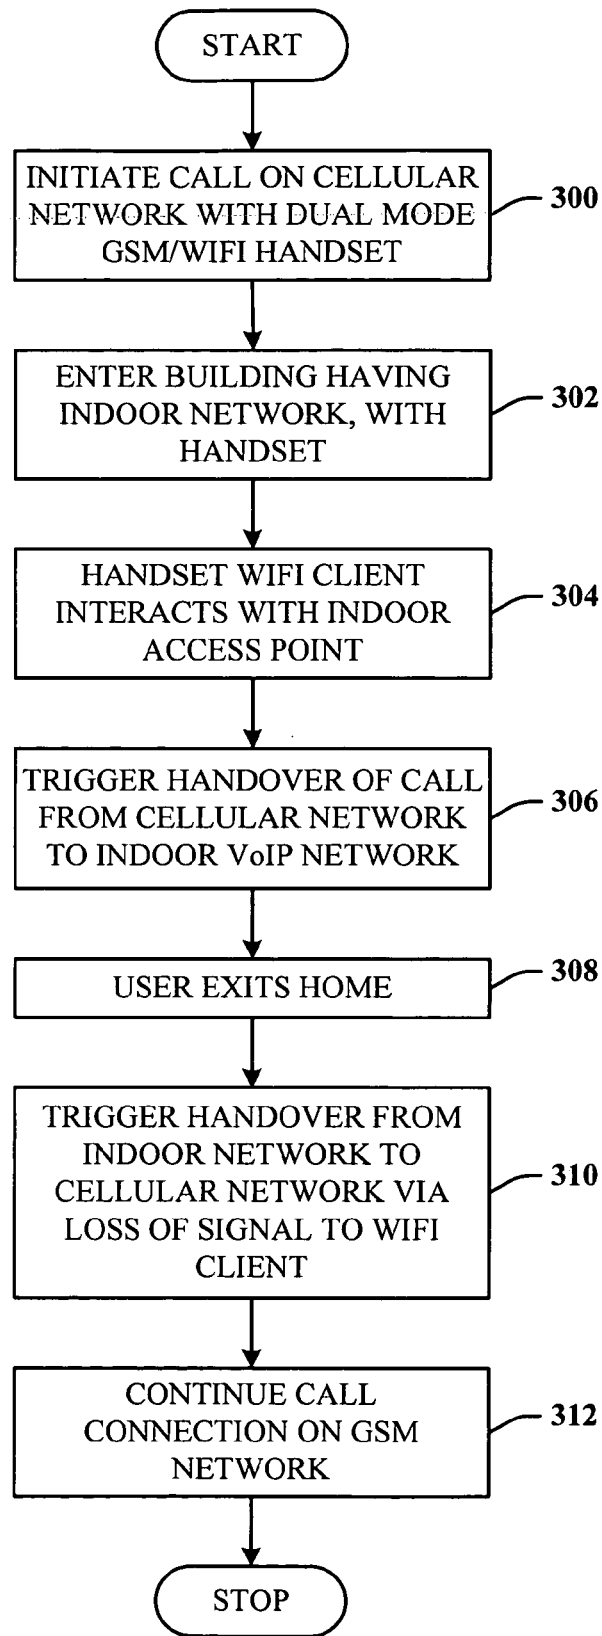 START
INITIATE CALL ON CELLULAR
NETWORK WITH DUAL MODE
GSM/WIFI HANDSET
300
ENTER BUILDING HAVING
INDOOR NETWORK, WITH
HANDSET
302
HANDSET WIFI CLIENT
INTERACTS WITH INDOOR
ACCESS POINT
304
TRIGGER HANDOVER OF CALL
FROM CELLULAR NETWORK
TO INDOOR VoIP NETWORK
306
USER EXITS HOME
308
TRIGGER HANDOVER FROM
INDOOR NETWORK TO
CELLULAR NETWORK VIA
LOSS OF SIGNAL TO WIFI
CLIENT
310
CONTINUE CALL
CONNECTION ON GSM
NETWORK
312
STOP